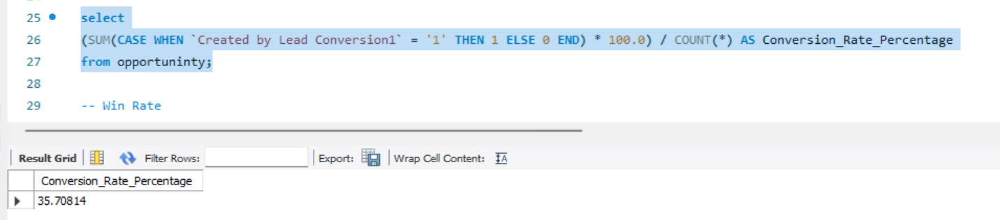 25 select
26 (SUM(CASE WHEN `Created by Lead Conversion1` = '1' THEN 1 ELSE 0 END) * 100.0) / COUNT(*) AS Conversion_Rate_Percentage
27 from opportuninty;
28
29 -- Win Rate
Result Grid Filter Rows: Export: Wrap Cell Content: IA
Conversion_Rate_Percentage
35.70814